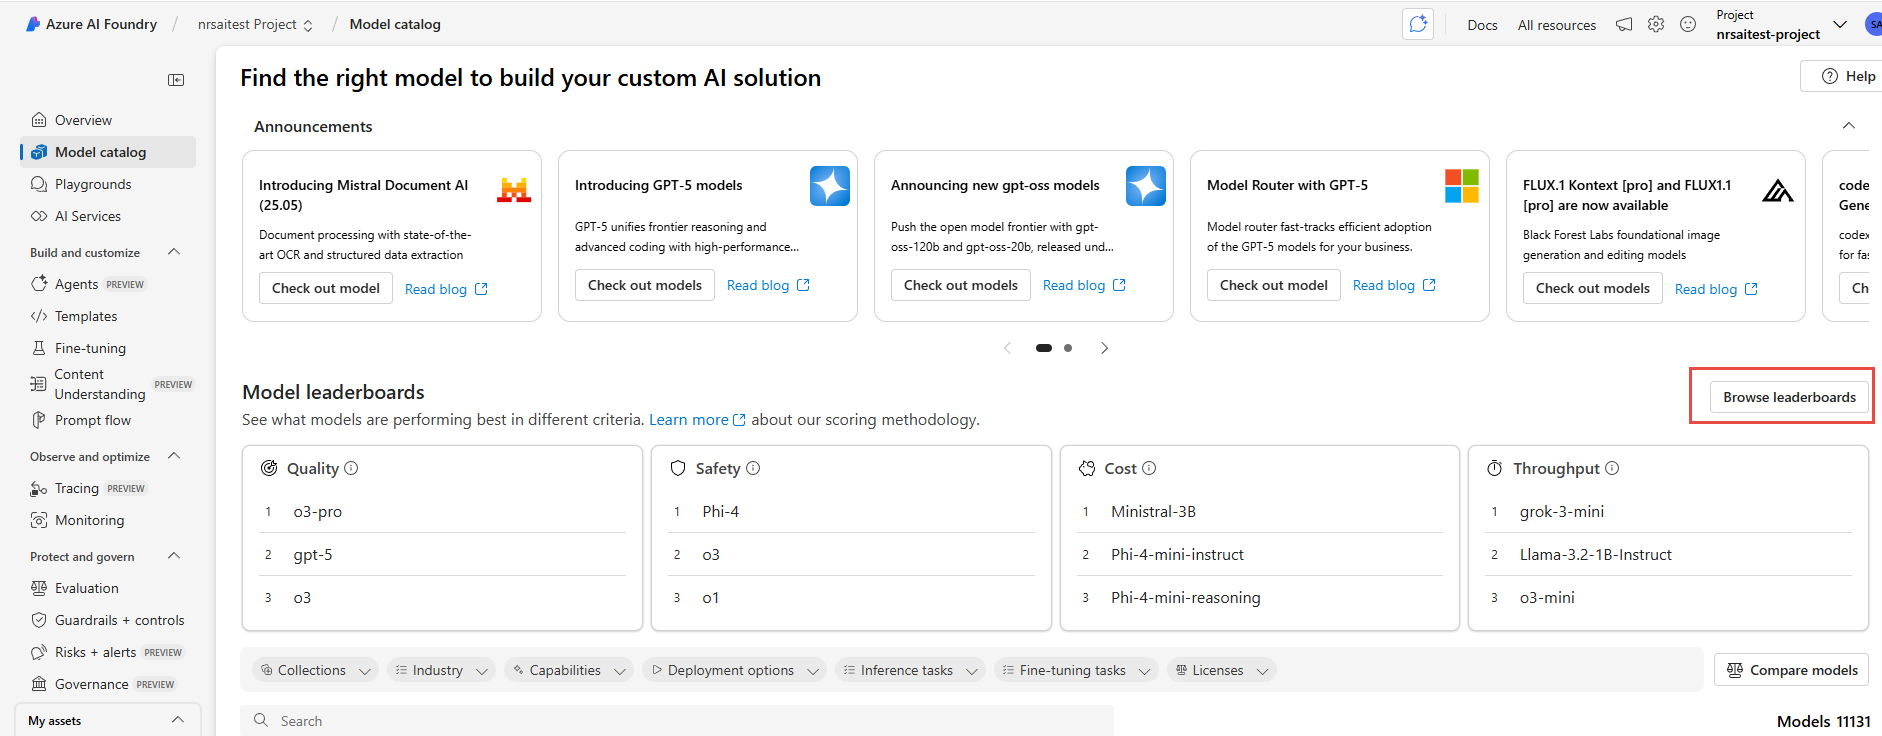 Azure AI Foundry / nrsaitest Project / Model catalog
Docs All resources Project nrsaitest-project SA
Find the right model to build your custom AI solution
Help
Overview
Model catalog
Playgrounds
AI Services
Build and customize
Agents PREVIEW
Templates
Fine-tuning
Content
Understanding PREVIEW
Prompt flow
Observe and optimize
Tracing PREVIEW
Monitoring
Protect and govern
Evaluation
Guardrails + controls
Risks + alerts PREVIEW
Governance PREVIEW
My assets
Announcements
Introducing Mistral Document AI
(25.05)
Document processing with state-of-the-
art OCR and structured data extraction
Check out model Read blog
Introducing GPT-5 models
GPT-5 unifies frontier reasoning and
advanced coding with high-performance...
Check out models Read blog
Announcing new gpt-oss models
Push the open model frontier with gpt-
oss-120b and gpt-oss-20b, released und...
Check out models Read blog
Model Router with GPT-5
Model router fast-tracks efficient adoption
of the GPT-5 models for your business.
Check out model Read blog
FLUX.1 Kontext [pro] and FLUX1.1
[pro] are now available
Black Forest Labs foundational image
generation and editing models
Check out models Read blog
code
Gene
codex
for fas
Ch
Model leaderboards
See what models are performing best in different criteria. Learn more about our scoring methodology.
Browse leaderboards
Quality
1 o3-pro
2 gpt-5
3 o3
Safety
1 Phi-4
2 o3
3 o1
Cost
1 Ministral-3B
2 Phi-4-mini-instruct
3 Phi-4-mini-reasoning
Throughput
1 grok-3-mini
2 Llama-3.2-1B-Instruct
3 o3-mini
Collections Industry Capabilities Deployment options Inference tasks Fine-tuning tasks Licenses
Compare models
Search
Models 11131